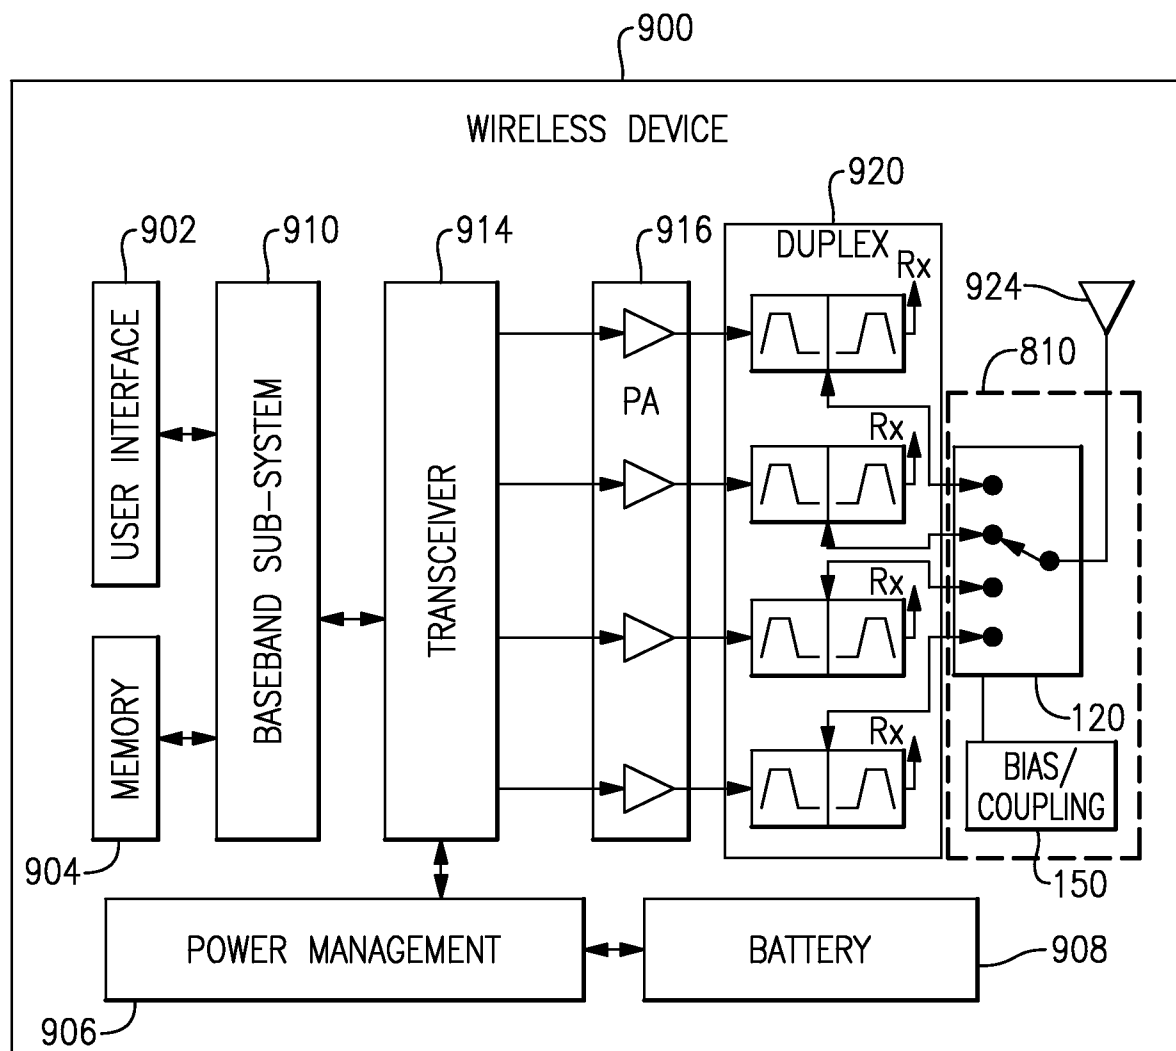 900
WIRELESS DEVICE
920
902
910
914
916
DUPLEX
Rx
924
810
USER INTERFACE
BASEBAND SUB-SYSTEM
TRANSCEIVER
PA
Rx
Rx
MEMORY
120
Rx
BIAS/
COUPLING
904
150
POWER MANAGEMENT
BATTERY
908
906